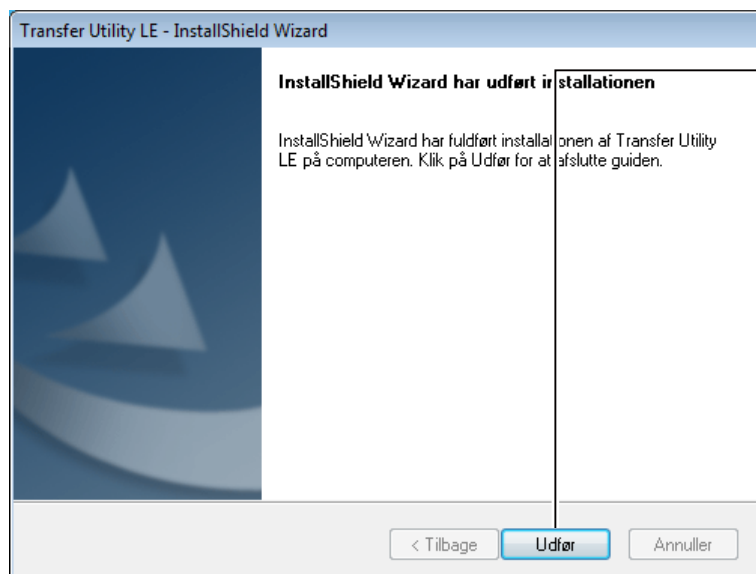 Transfer Utility LE - InstallShield Wizard
InstallShield Wizard har udført installationen
InstallShield Wizard har fuldført installationen af Transfer Utility
LE på computeren. Klik på Udfør for at afslutte guiden.
< Tilbage Udfør Annuller